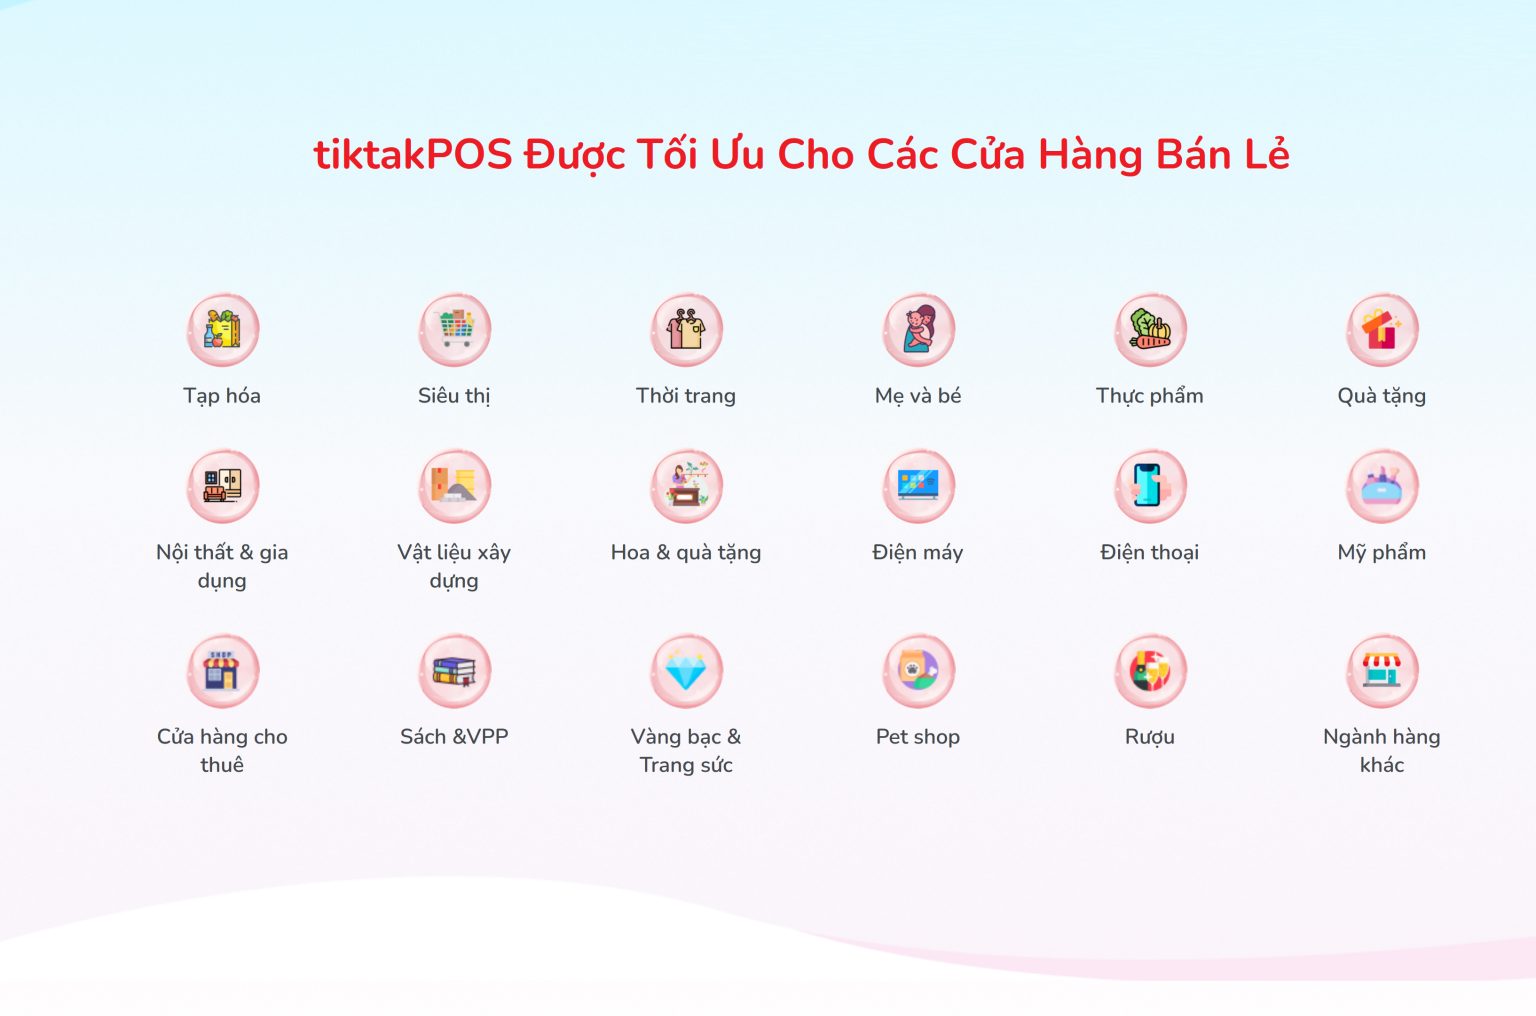 tiktakPOS Được Tối Ưu Cho Các Cửa Hàng Bán Lẻ
Tạp hóa
Siêu thị
Thời trang
Mẹ và bé
Thực phẩm
Quà tặng
Nội thất & gia
dụng
Vật liệu xây
dựng
Hoa & quà tặng
Điện máy
Điện thoại
Mỹ phẩm
SHOP
Cửa hàng cho
thuê
Sách &VPP
Vàng bạc &
Trang sức
Pet shop
Rượu
Ngành hàng
khác